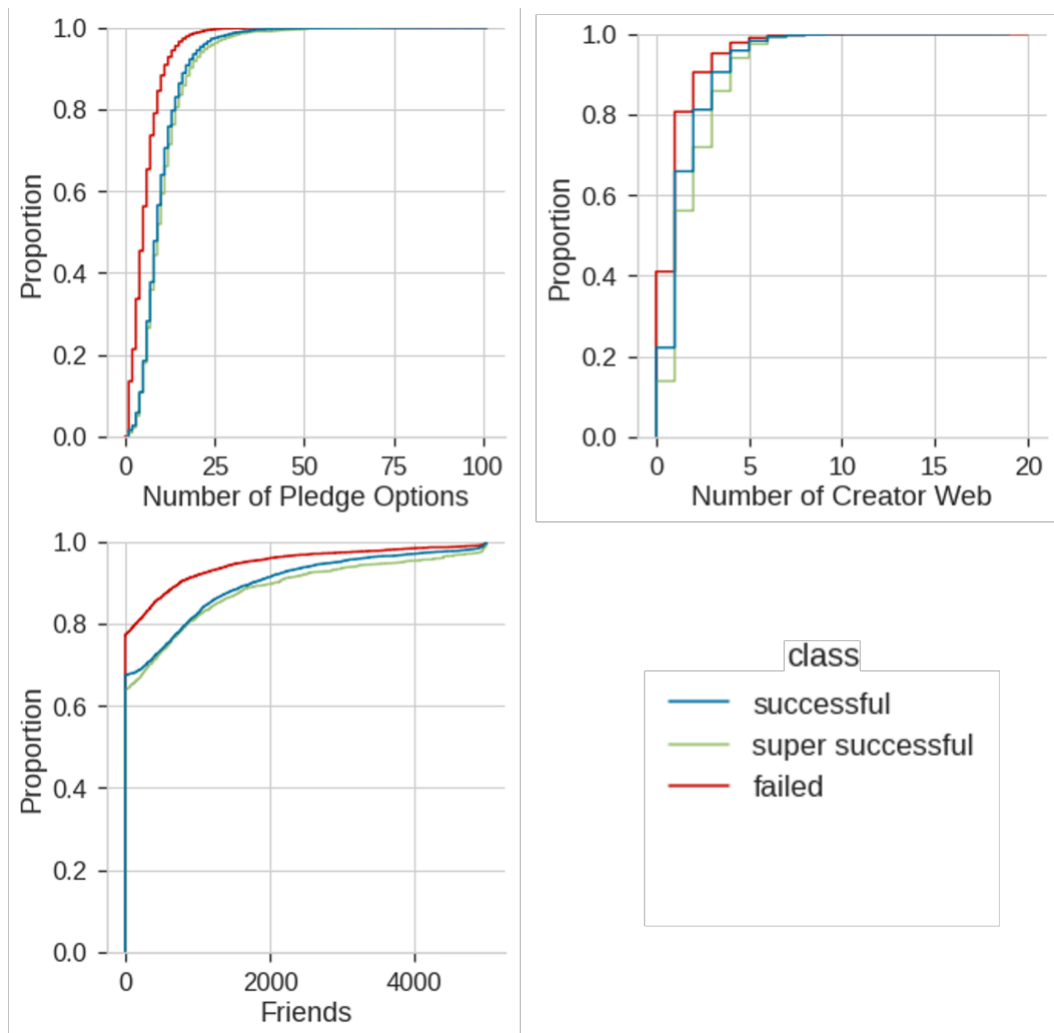 1.0
0.8
0.6
0.4
0.2
0.0
Proportion
0 25 50 75 100
Number of Pledge Options
1.0
0.8
0.6
0.4
0.2
0.0
Proportion
0 5 10 15 20
Number of Creator Web
1.0
0.8
0.6
0.4
0.2
0.0
Proportion
0 2000 4000
Friends
class
successful
super successful
failed